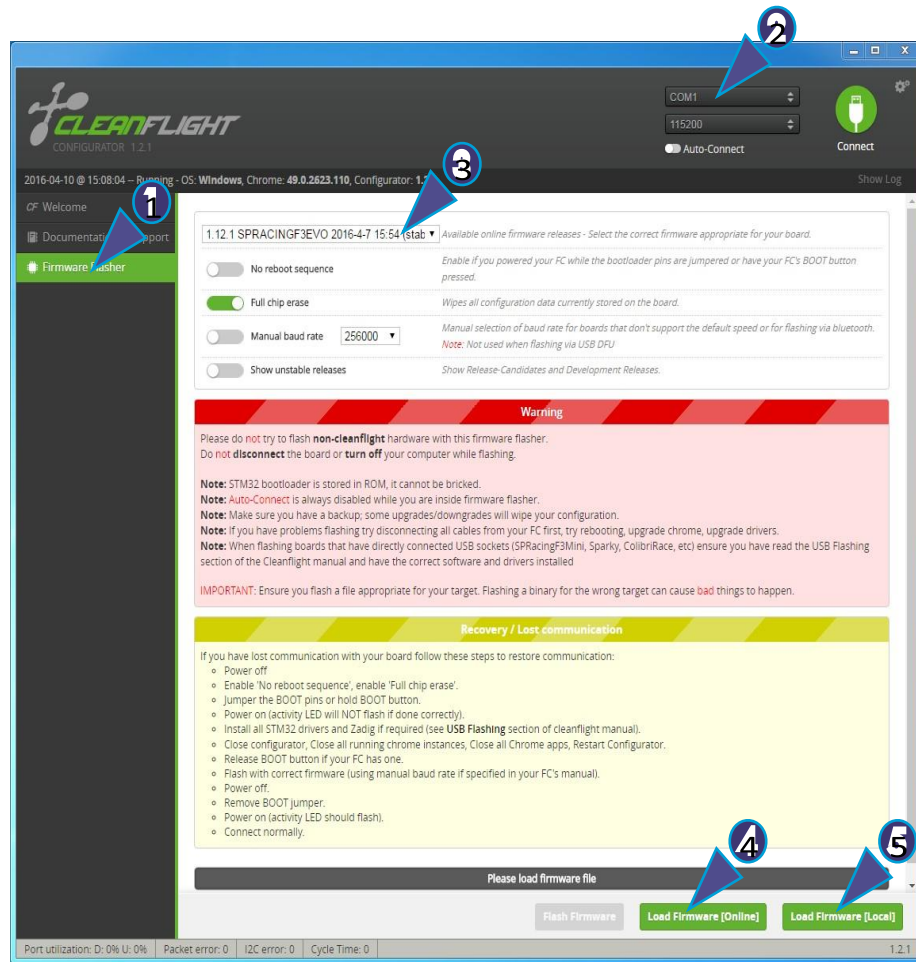 2
CLEANFLIGHT
CONFIGURATOR 1.2.1
COM1
115200
Auto-Connect
Connect
3
2016-04-10 @ 15:08:04 -- Running - OS: Windows, Chrome: 49.0.2623.110, Configurator: 1.2
Show Log
1
CF Welcome
Documentation
pport
Firmware Flasher
1.12.1 SPRACINGF3EVO 2016-4-7 15:54 (stab
Available online firmware releases - Select the correct firmware appropriate for your board.
No reboot sequence
Enable if you powered your FC while the bootloader pins are jumpered or have your FC's BOOT button
pressed.
Full chip erase
Wipes all configuration data currently stored on the board.
Manual baud rate
256000
Manual selection of baud rate for boards that don't support the default speed or for flashing via bluetooth.
Note: Not used when flashing via USB DFU
Show unstable releases
Show Release-Candidates and Development Releases.
Warning
Please do not try to flash non-cleanflight hardware with this firmware flasher.
Do not disconnect the board or turn off your computer while flashing.
Note: STM32 bootloader is stored in ROM, it cannot be bricked.
Note: Auto-Connect is always disabled while you are inside firmware flasher.
Note: Make sure you have a backup; some upgrades/downgrades will wipe your configuration.
Note: If you have problems flashing try disconnecting all cables from your FC first, try rebooting, upgrade chrome, upgrade drivers.
Note: When flashing boards that have directly connected USB sockets (SPRacingF3Mini, Sparky, ColibriRace, etc) ensure you have read the USB Flashing
section of the Cleanflight manual and have the correct software and drivers installed
IMPORTANT: Ensure you flash a file appropriate for your target. Flashing a binary for the wrong target can cause bad things to happen.
Recovery / Lost communication
If you have lost communication with your board follow these steps to restore communication:
Power off
Enable 'No reboot sequence', enable 'Full chip erase'.
Jumper the BOOT pins or hold BOOT button.
Power on (activity LED will NOT flash if done correctly).
Install all STM32 drivers and Zadig if required (see USB Flashing section of cleanflight manual).
Close configurator, Close all running chrome instances, Close all Chrome apps, Restart Configurator.
Release BOOT button if your FC has one.
Flash with correct firmware (using manual baud rate if specified in your FC's manual).
Power off.
Remove BOOT jumper.
Power on (activity LED should flash).
Connect normally.
4
5
Please load firmware file
Flash Firmware
Load Firmware [Online]
Load Firmware [Local]
Port utilization: D: 0% U: 0%
Packet error: 0
I2C error: 0
Cycle Time: 0
1.2.1